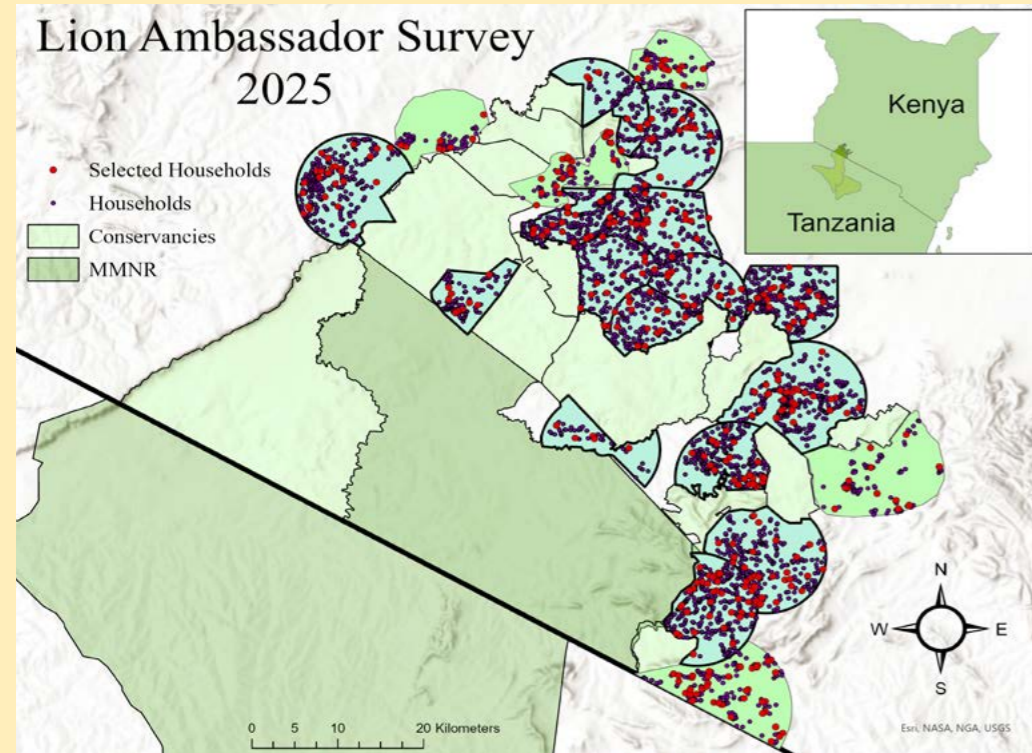 Lion Ambassador Survey
2025
Selected Households
Households
Conservancies
MMNR
Kenya
Tanzania
N
W
E
S
0 5 10 20 Kilometers
Esri, NASA, NGA, USGS